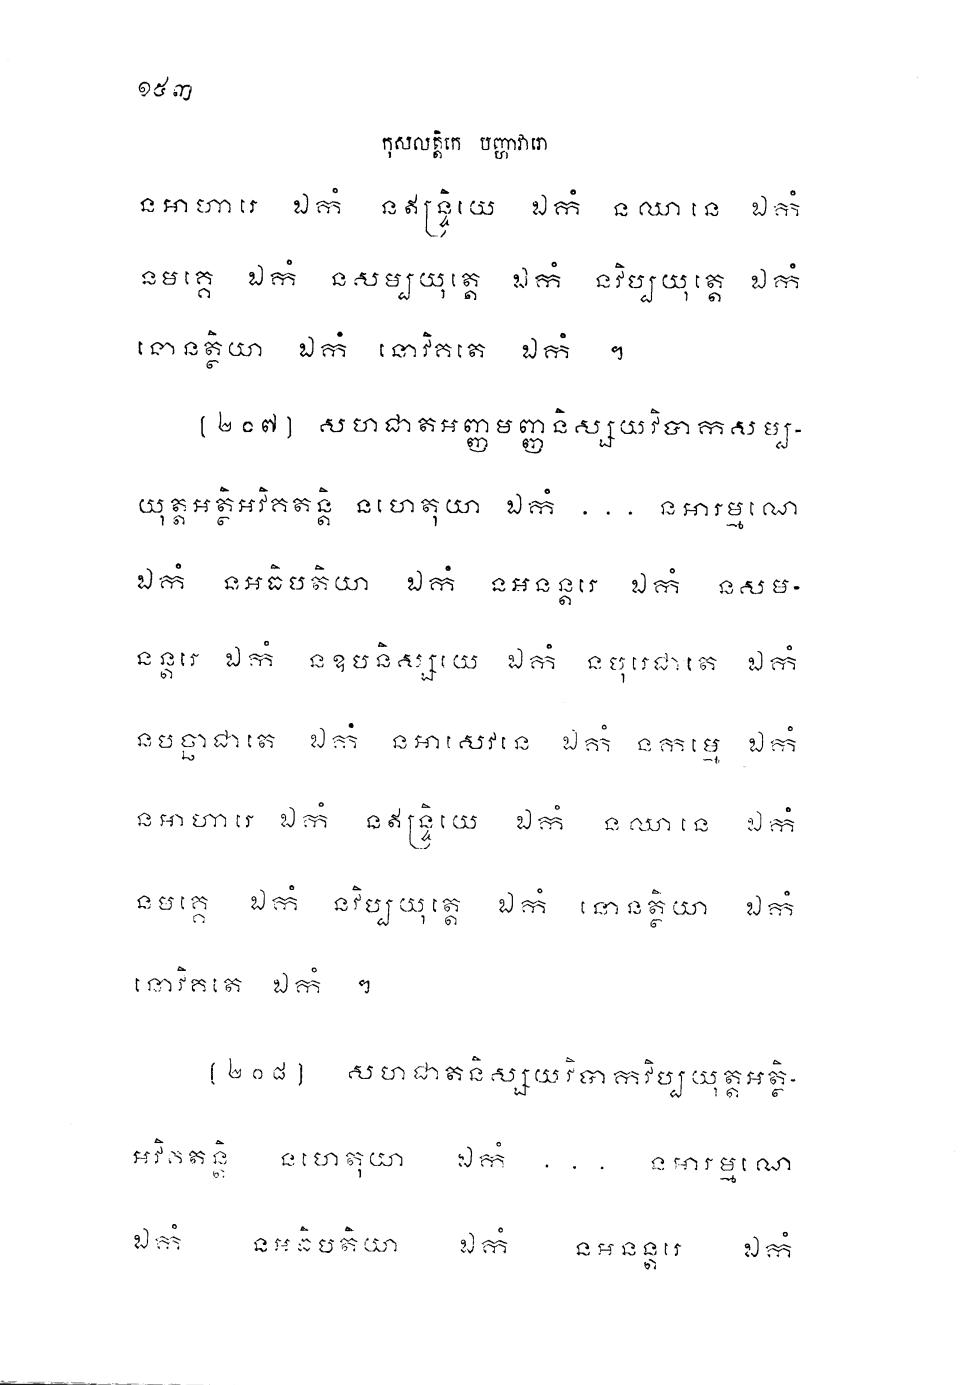 ១៥៣
កុសលត្តិកេ បញ្ហាវារោ
នអាហារេ ឯកំ នឥន្ទ្រិយេ ឯកំ នឈានេ ឯកំ
នមគ្គេ ឯកំ នសម្បយុត្តេ ឯកំ នវិប្បយុត្តេ ឯកំ
នោនត្ថិយា ឯកំ នោវិគតេ ឯកំ ។
[២០៧] សហជាតអញ្ញមញ្ញនិស្សយវិបាកសម្ប-
យុត្តអត្ថិអវិគតន្តិ នហេតុយា ឯកំ ... នអារម្មណេ
ឯកំ នអធិបតិយា ឯកំ នអនន្តរេ ឯកំ នសម-
នន្តរេ ឯកំ នឧបនិស្សយេ ឯកំ នបុរេជាតេ ឯកំ
នបច្ឆាជាតេ ឯកំ នអាសេវនេ ឯកំ នកម្មេ ឯកំ
នអាហារេ ឯកំ នឥន្ទ្រិយេ ឯកំ នឈានេ ឯកំ
នមគ្គេ ឯកំ នវិប្បយុត្តេ ឯកំ នោនត្ថិយា ឯកំ
នោវិគតេ ឯកំ ។
[២០៨] សហជាតនិស្សយវិបាកវិប្បយុត្តអត្ថិ-
អវិគតន្តិ នហេតុយា ឯកំ ... នអារម្មណេ
ឯកំ នអធិបតិយា ឯកំ នអនន្តរេ ឯកំ